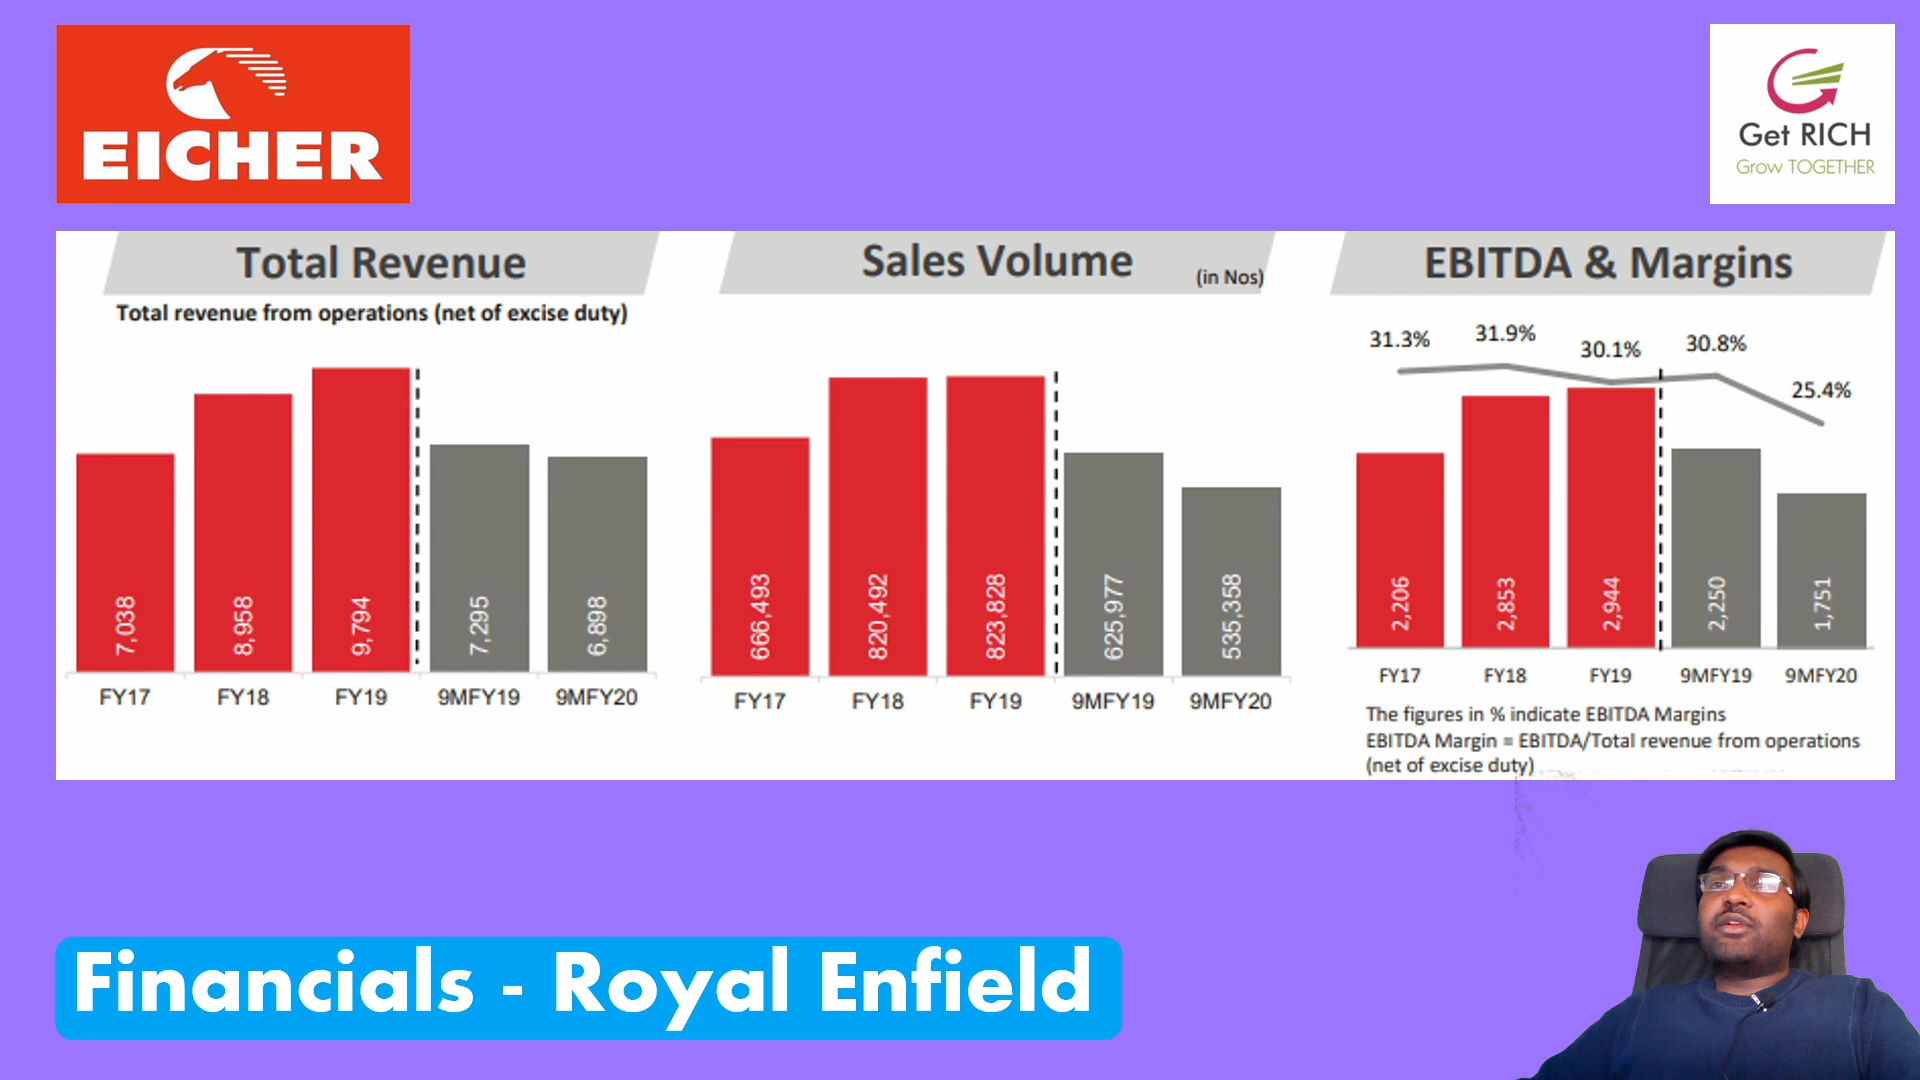 EICHER
Get RICH
Grow TOGETHER
Total Revenue
Total revenue from operations (net of excise duty)
7,038
8,958
9,794
7,295
6,898
FY17
FY18
FY19
9MFY19
9MFY20
Sales Volume
(in Nos)
666,493
820,492
823,828
625,977
535,358
FY17
FY18
FY19
9MFY19
9MFY20
EBITDA & Margins
31.3%
31.9%
30.1%
30.8%
25.4%
2,206
2,853
2,944
2,250
1,751
FY17
FY18
FY19
9MFY19
9MFY20
The figures in % indicate EBITDA Margins
EBITDA Margin = EBITDA/Total revenue from operations
(net of excise duty)
Financials - Royal Enfield